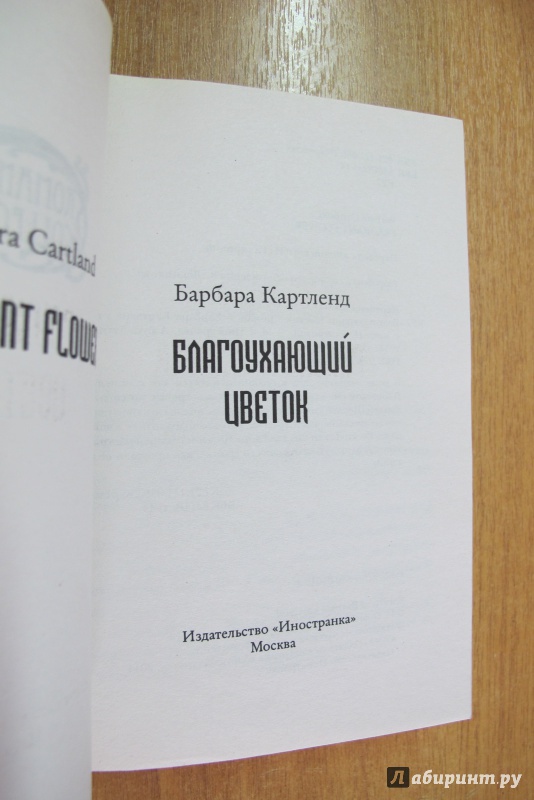 ra Cartland
NT FLOWE
Барбара Картленд
БЛАГОУХАЮЩИЙ
ЦВЕТОК
Издательство «Иностранка»
Москва
Лабиринт.ру